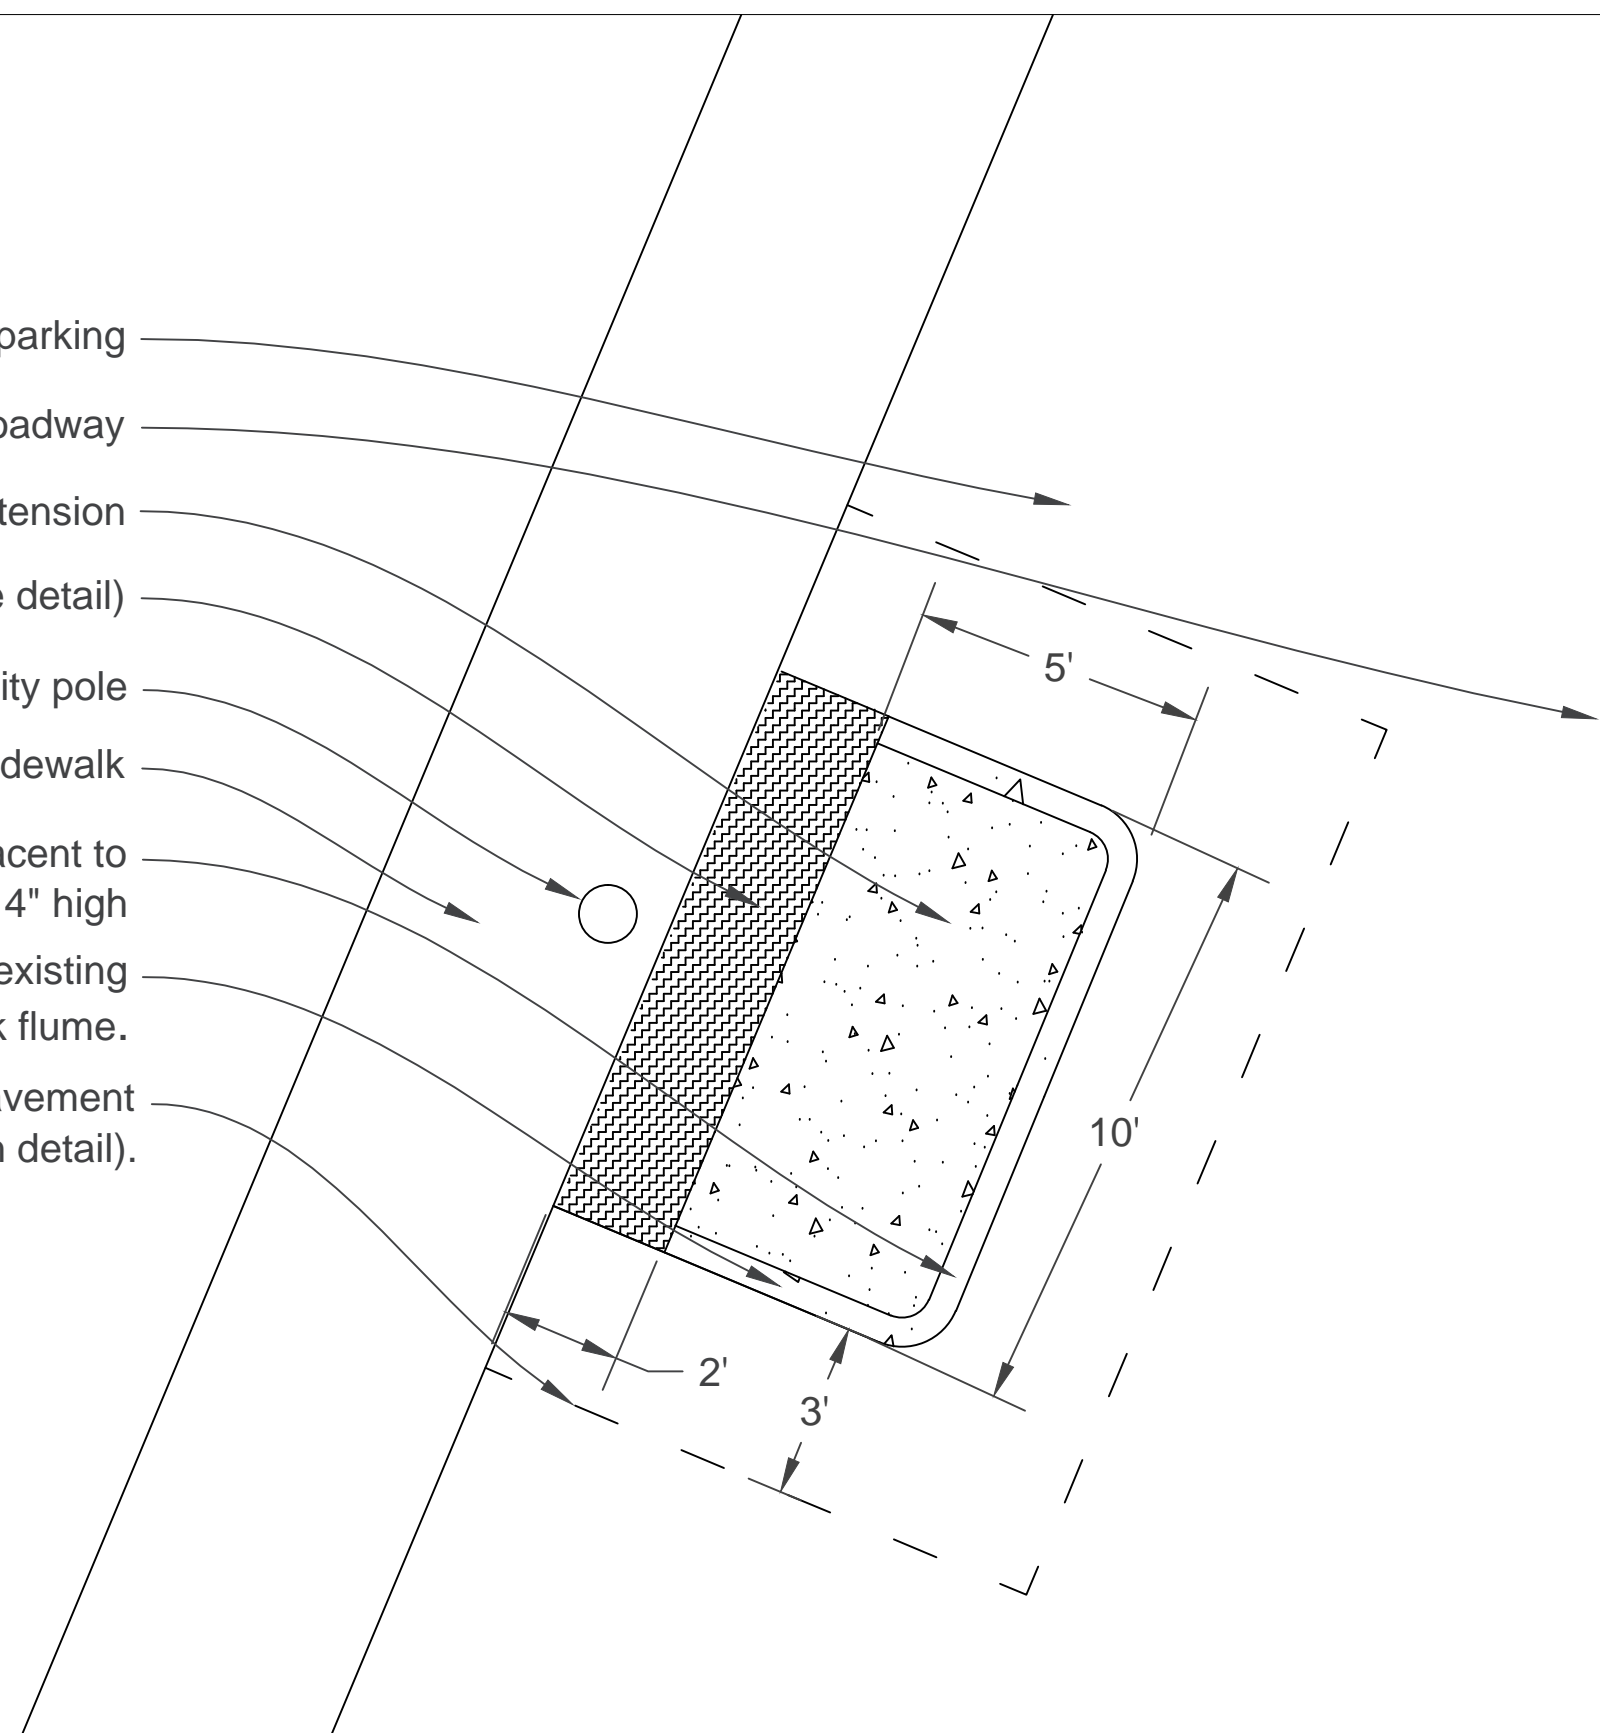 parking
oadway
tension
e detail)
ity pole
dewalk
acent to
4" high
existing
k flume.
avement
n detail).
5'
10'
2'
3'